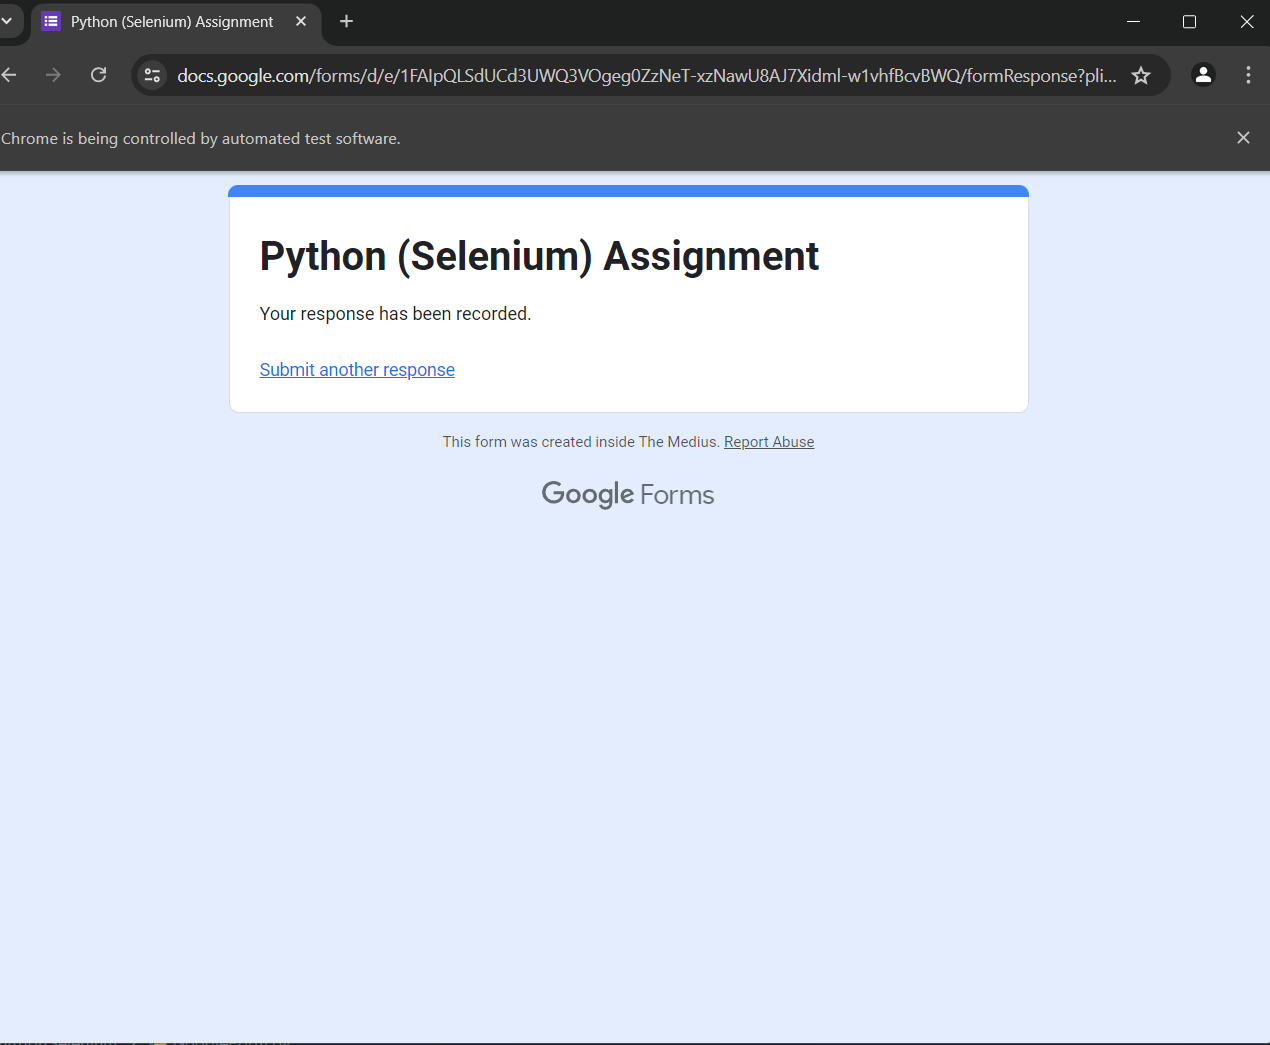 Python (Selenium) Assignment
docs.google.com/forms/d/e/1FAIpQLSdUCd3UWQ3VOgeg0ZzNeT-xzNawU8AJ7Xidml-w1vhfBcvBWQ/formResponse?pli...
Chrome is being controlled by automated test software.
Python (Selenium) Assignment
Your response has been recorded.
Submit another response
This form was created inside The Medius. Report Abuse
Google Forms